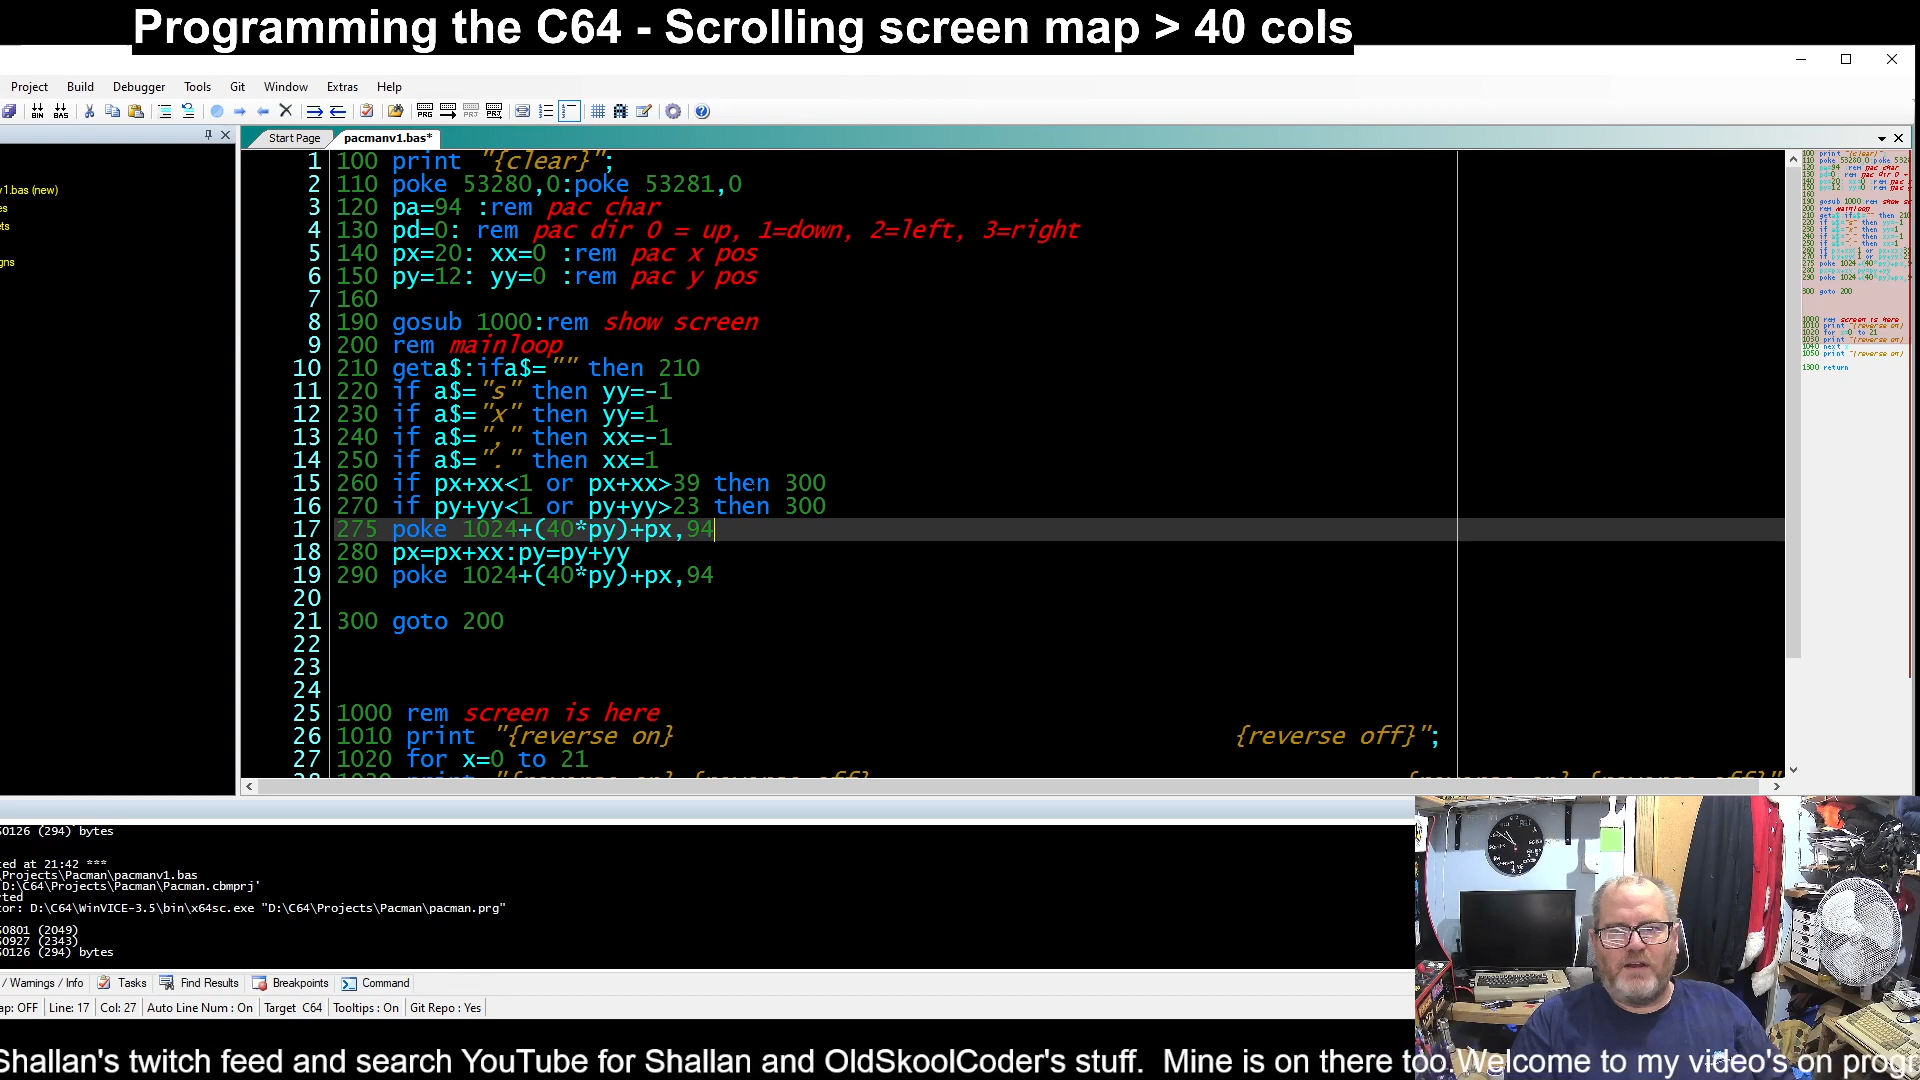 Programming the C64 - Scrolling screen map > 40 cols
Project Build Debugger Tools Git Window Extras Help
Start Page pacmanv1.bas*
v1.bas (new)
1 100 print "{clear}";
2 110 poke 53280,0:poke 53281,0
3 120 pa=94 :rem pac char
4 130 pd=0: rem pac dir 0 = up, 1=down, 2=left, 3=right
5 140 px=20: xx=0 :rem pac x pos
6 150 py=12: yy=0 :rem pac y pos
7 160
8 190 gosub 1000:rem show screen
9 200 rem mainloop
10 210 geta$:ifa$="" then 210
11 220 if a$="s" then yy=-1
12 230 if a$="x" then yy=1
13 240 if a$="," then xx=-1
14 250 if a$="." then xx=1
15 260 if px+xx<1 or px+xx>39 then 300
16 270 if py+yy<1 or py+yy>23 then 300
17 275 poke 1024+(40*py)+px,94
18 280 px=px+xx:py=py+yy
19 290 poke 1024+(40*py)+px,94
20
21 300 goto 200
22
23
24
25 1000 rem screen is here
26 1010 print "{reverse on} {reverse off}";
27 1020 for x=0 to 21
$0126 (294) bytes
ted at 21:42 ***
Projects\Pacman\pacmanv1.bas
'D:\C64\Projects\Pacman\Pacman.cbmprj'
tor: D:\C64\WinVICE-3.5\bin\x64sc.exe "D:\C64\Projects\Pacman\pacman.prg"
$0801 (2049)
$0927 (2343)
$0126 (294) bytes
/ Warnings / Info Tasks Find Results Breakpoints Command
ap: OFF Line: 17 Col: 27 Auto Line Num : On Target C64 Tooltips : On Git Repo : Yes
Shallan's twitch feed and search YouTube for Shallan and OldSkoolCoder's stuff. Mine is on there too.Welcome to my video's on progr